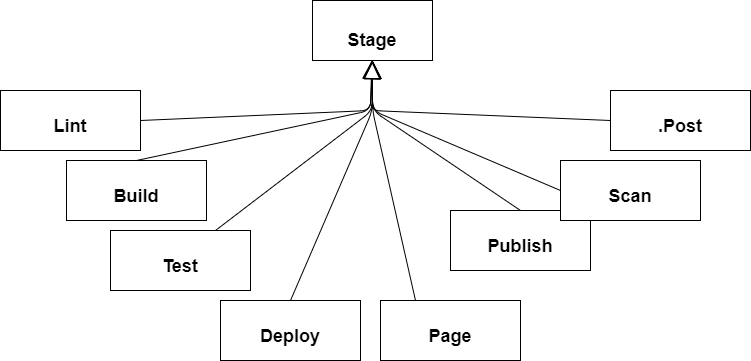 Stage
Lint
.Post
Build
Scan
Publish
Test
Deploy
Page